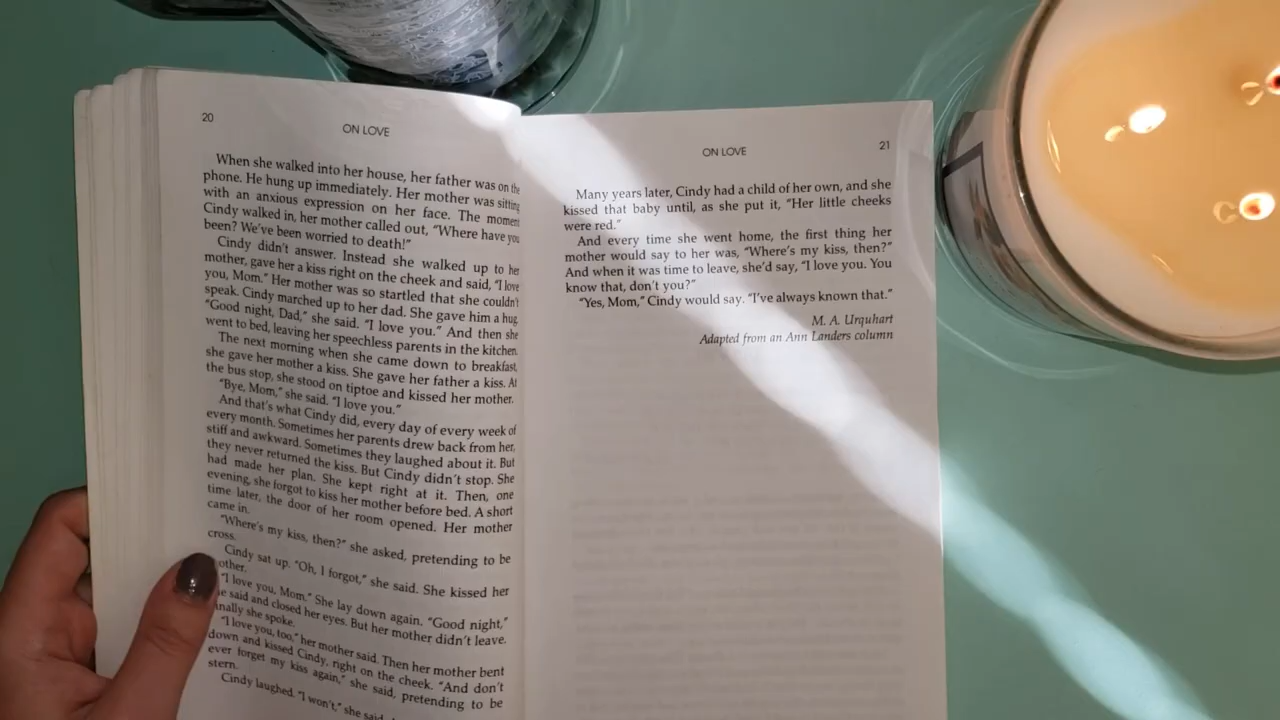 20
ON LOVE
When she walked into her house, her father was on the
phone. He hung up immediately. Her mother was sitting
with an anxious expression on her face. The moment
Cindy walked in, her mother called out, “Where have you
been? We’ve been worried to death!”
Cindy didn’t answer. Instead she walked up to her
mother, gave her a kiss right on the cheek and said, “I love
you, Mom.” Her mother was so startled that she couldn’t
speak. Cindy marched up to her dad. She gave him a hug.
“Good night, Dad,” she said. “I love you.” And then she
went to bed, leaving her speechless parents in the kitchen.
The next morning when she came down to breakfast,
she gave her mother a kiss. She gave her father a kiss. At
the bus stop, she stood on tiptoe and kissed her mother.
“Bye, Mom,” she said. “I love you.”
And that’s what Cindy did, every day of every week of
every month. Sometimes her parents drew back from her,
stiff and awkward. Sometimes they laughed about it. But
they never returned the kiss. But Cindy didn’t stop. She
had made her plan. She kept right at it. Then, one
evening, she forgot to kiss her mother before bed. A short
time later, the door of her room opened. Her mother
came in.
“Where’s my kiss, then?” she asked, pretending to be
cross.
Cindy sat up. “Oh, I forgot,” she said. She kissed her
other.
“I love you, Mom.” She lay down again. “Good night,”
e said and closed her eyes. But her mother didn’t leave.
inally she spoke.
“I love you, too,” her mother said. Then her mother bent
down and kissed Cindy, right on the cheek. “And don’t
ever forget my kiss again,” she said, pretending to be
stern.
Cindy laughed. “I won’t,” she said.
ON LOVE
21
Many years later, Cindy had a child of her own, and she
kissed that baby until, as she put it, “Her little cheeks
were red.”
And every time she went home, the first thing her
mother would say to her was, “Where’s my kiss, then?”
And when it was time to leave, she’d say, “I love you. You
know that, don’t you?”
“Yes, Mom,” Cindy would say. “I’ve always known that.”
M. A. Urquhart
Adapted from an Ann Landers column